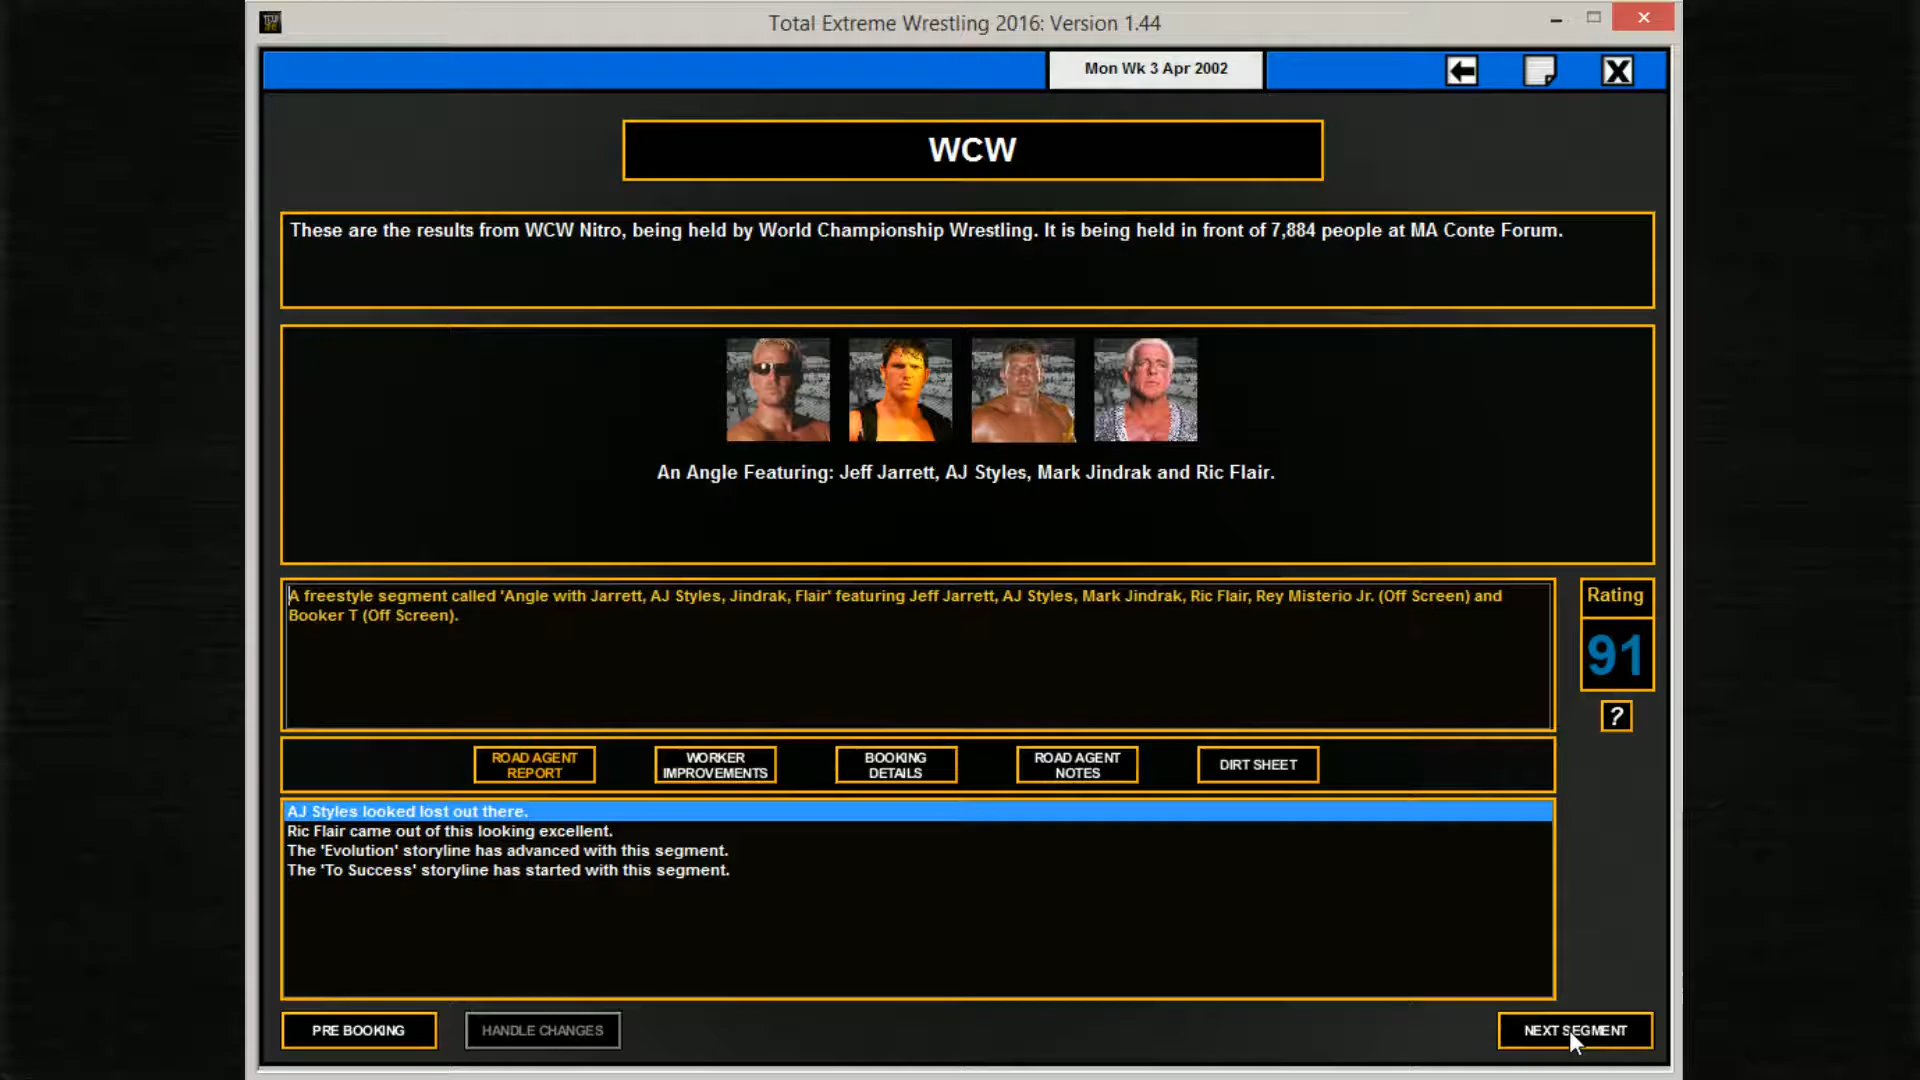 Total Extreme Wrestling 2016: Version 1.44
Mon Wk 3 Apr 2002
WCW
These are the results from WCW Nitro, being held by World Championship Wrestling. It is being held in front of 7,884 people at MA Conte Forum.
An Angle Featuring: Jeff Jarrett, AJ Styles, Mark Jindrak and Ric Flair.
A freestyle segment called 'Angle with Jarrett, AJ Styles, Jindrak, Flair' featuring Jeff Jarrett, AJ Styles, Mark Jindrak, Ric Flair, Rey Misterio Jr. (Off Screen) and
Booker T (Off Screen).
Rating
91
?
ROAD AGENT
REPORT
WORKER
IMPROVEMENTS
BOOKING
DETAILS
ROAD AGENT
NOTES
DIRT SHEET
AJ Styles looked lost out there.
Ric Flair came out of this looking excellent.
The 'Evolution' storyline has advanced with this segment.
The 'To Success' storyline has started with this segment.
PRE BOOKING
HANDLE CHANGES
NEXT SEGMENT